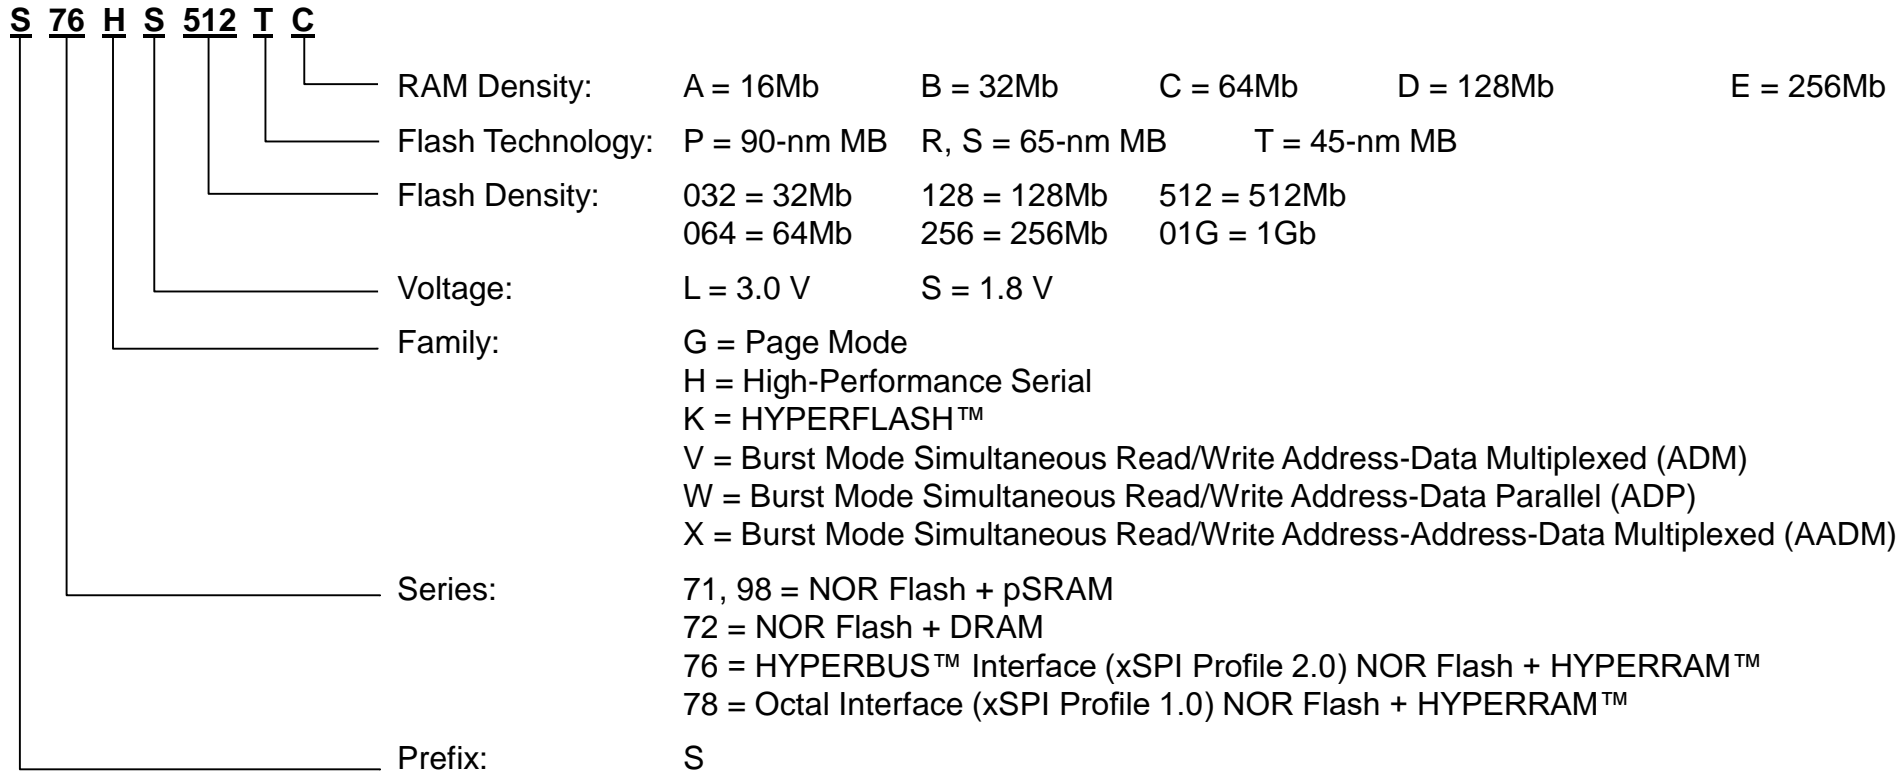 S 76 H S 512 T C
RAM Density: A = 16Mb B = 32Mb C = 64Mb D = 128Mb E = 256Mb
Flash Technology: P = 90-nm MB R, S = 65-nm MB T = 45-nm MB
Flash Density: 032 = 32Mb 128 = 128Mb 512 = 512Mb
064 = 64Mb 256 = 256Mb 01G = 1Gb
Voltage: L = 3.0 V S = 1.8 V
Family: G = Page Mode
H = High-Performance Serial
K = HYPERFLASH™
V = Burst Mode Simultaneous Read/Write Address-Data Multiplexed (ADM)
W = Burst Mode Simultaneous Read/Write Address-Data Parallel (ADP)
X = Burst Mode Simultaneous Read/Write Address-Address-Data Multiplexed (AADM)
Series: 71, 98 = NOR Flash + pSRAM
72 = NOR Flash + DRAM
76 = HYPERBUS™ Interface (xSPI Profile 2.0) NOR Flash + HYPERRAM™
78 = Octal Interface (xSPI Profile 1.0) NOR Flash + HYPERRAM™
Prefix: S